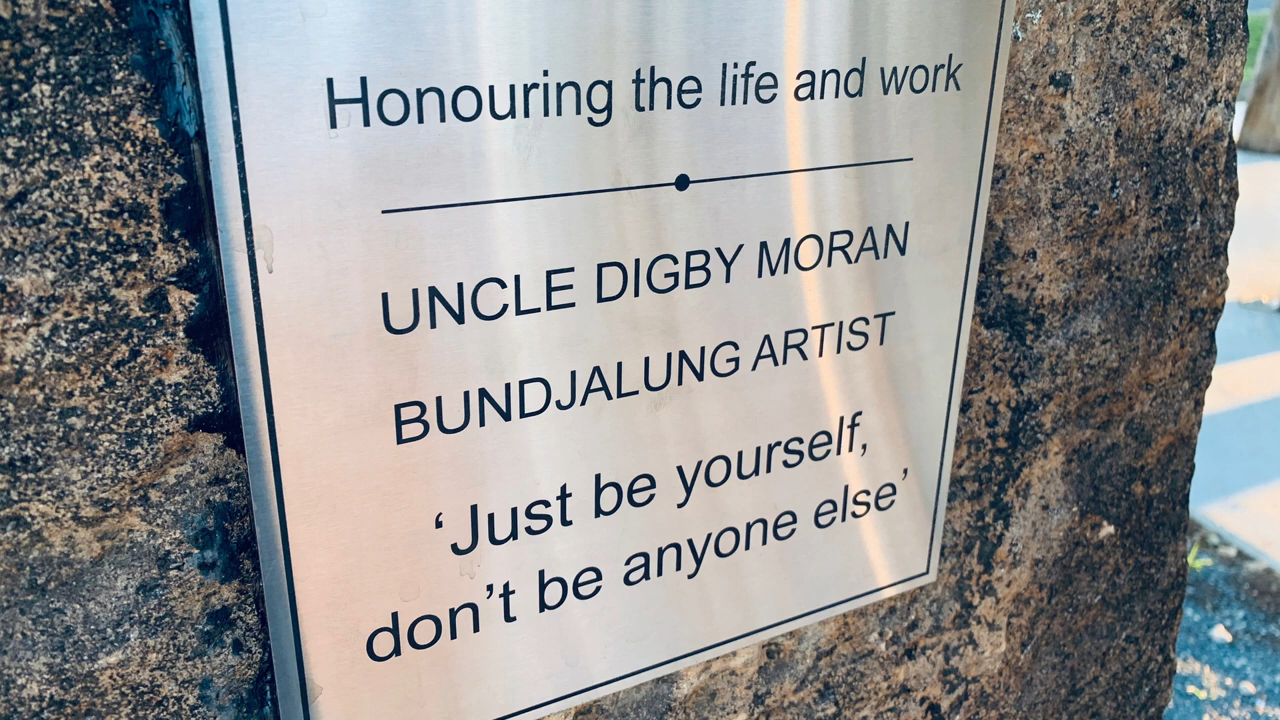 Honouring the life and work
UNCLE DIGBY MORAN
BUNDJALUNG ARTIST
‘Just be yourself,
don’t be anyone else’